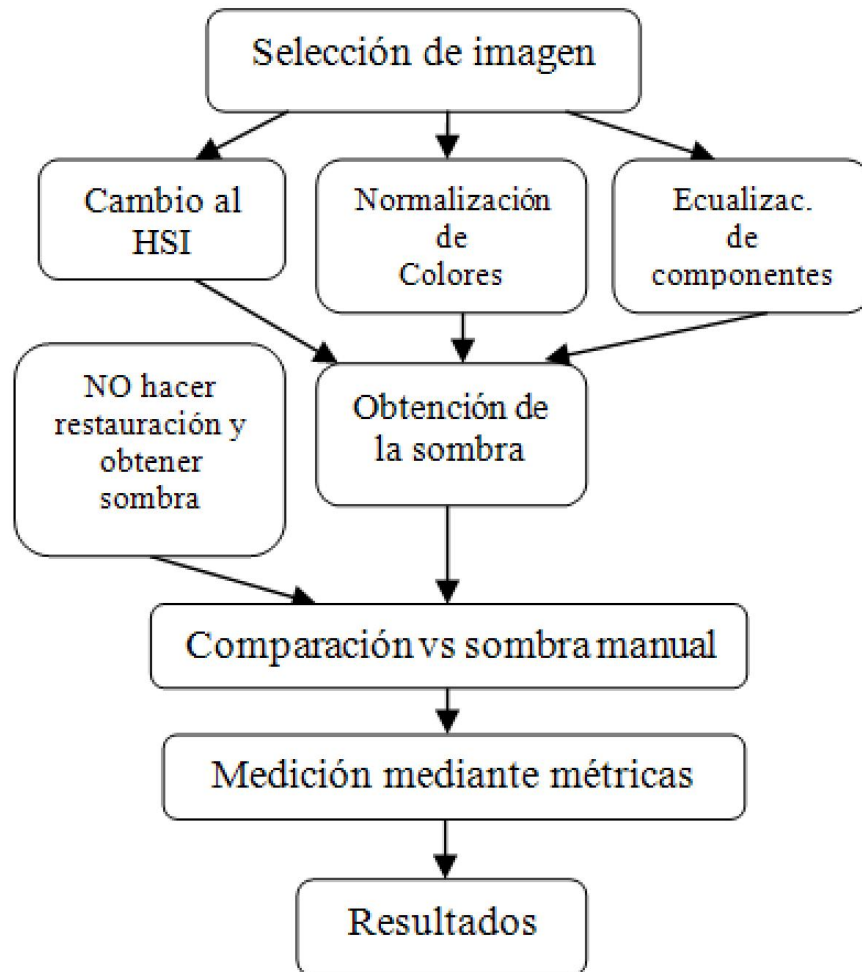 Selección de imagen
Cambio al
HSI
Normalización
de
Colores
Ecualizac.
de
componentes
NO hacer
restauración y
obtener
sombra
Obtención de
la sombra
Comparación vs sombra manual
Medición mediante métricas
Resultados